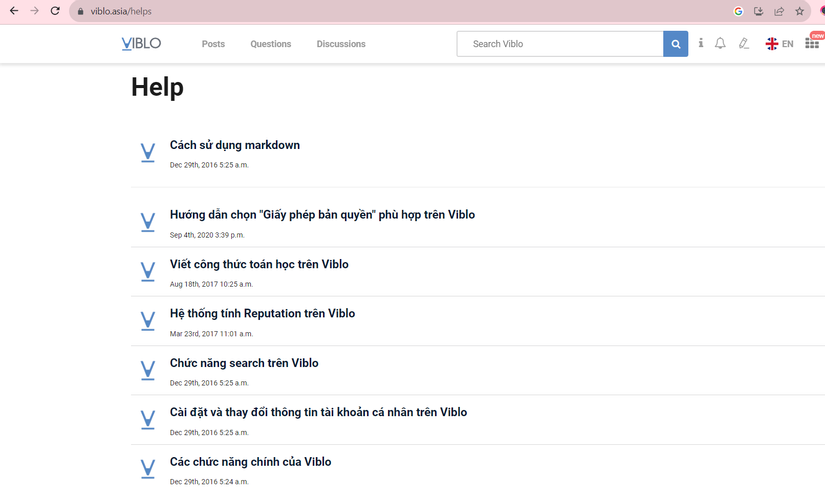 viblo.asia/helps
VIBLO
Posts
Questions
Discussions
Search Viblo
EN
new
Help
Cách sử dụng markdown
Dec 29th, 2016 5:25 a.m.
Hướng dẫn chọn "Giấy phép bản quyền" phù hợp trên Viblo
Sep 4th, 2020 3:39 p.m.
Viết công thức toán học trên Viblo
Aug 18th, 2017 10:25 a.m.
Hệ thống tính Reputation trên Viblo
Mar 23rd, 2017 11:01 a.m.
Chức năng search trên Viblo
Dec 29th, 2016 5:25 a.m.
Cài đặt và thay đổi thông tin tài khoản cá nhân trên Viblo
Dec 29th, 2016 5:25 a.m.
Các chức năng chính của Viblo
Dec 29th, 2016 5:24 a.m.